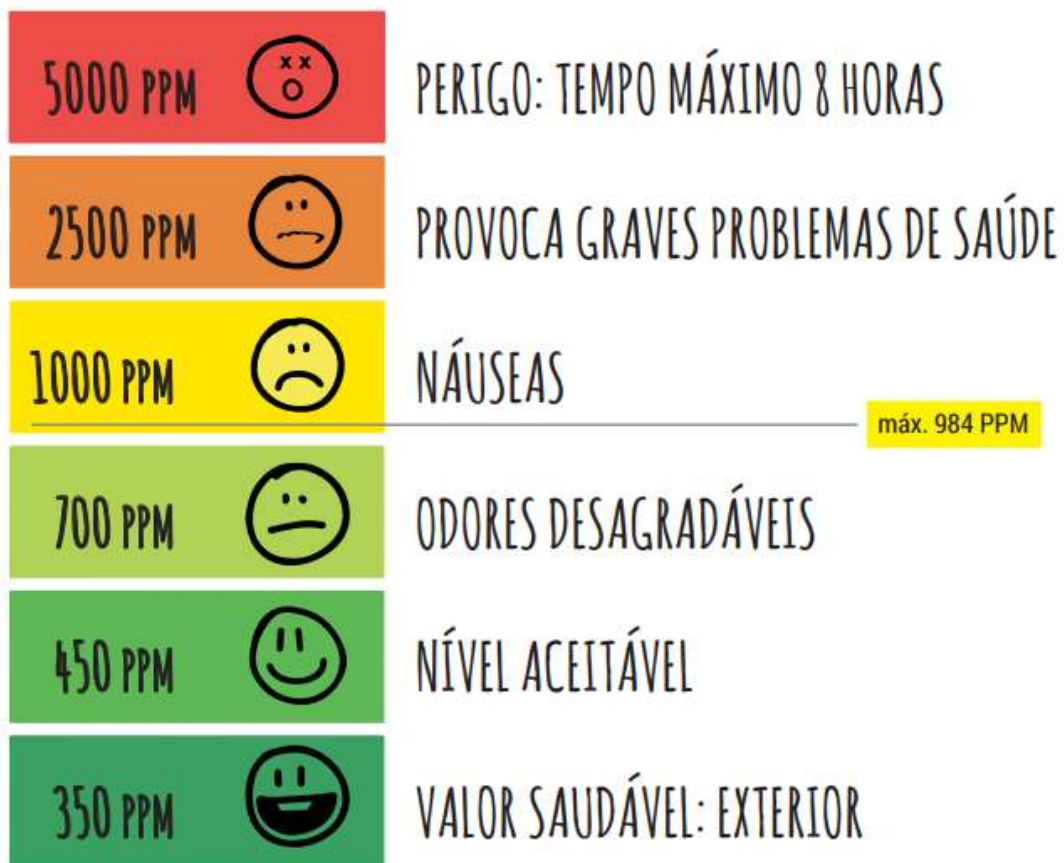 5000 PPM PERIGO: TEMPO MÁXIMO 8 HORAS
2500 PPM PROVOCA GRAVES PROBLEMAS DE SAÚDE
1000 PPM NÁUSEAS
máx. 984 PPM
700 PPM ODORES DESAGRADÁVEIS
450 PPM NÍVEL ACEITÁVEL
350 PPM VALOR SAUDÁVEL: EXTERIOR